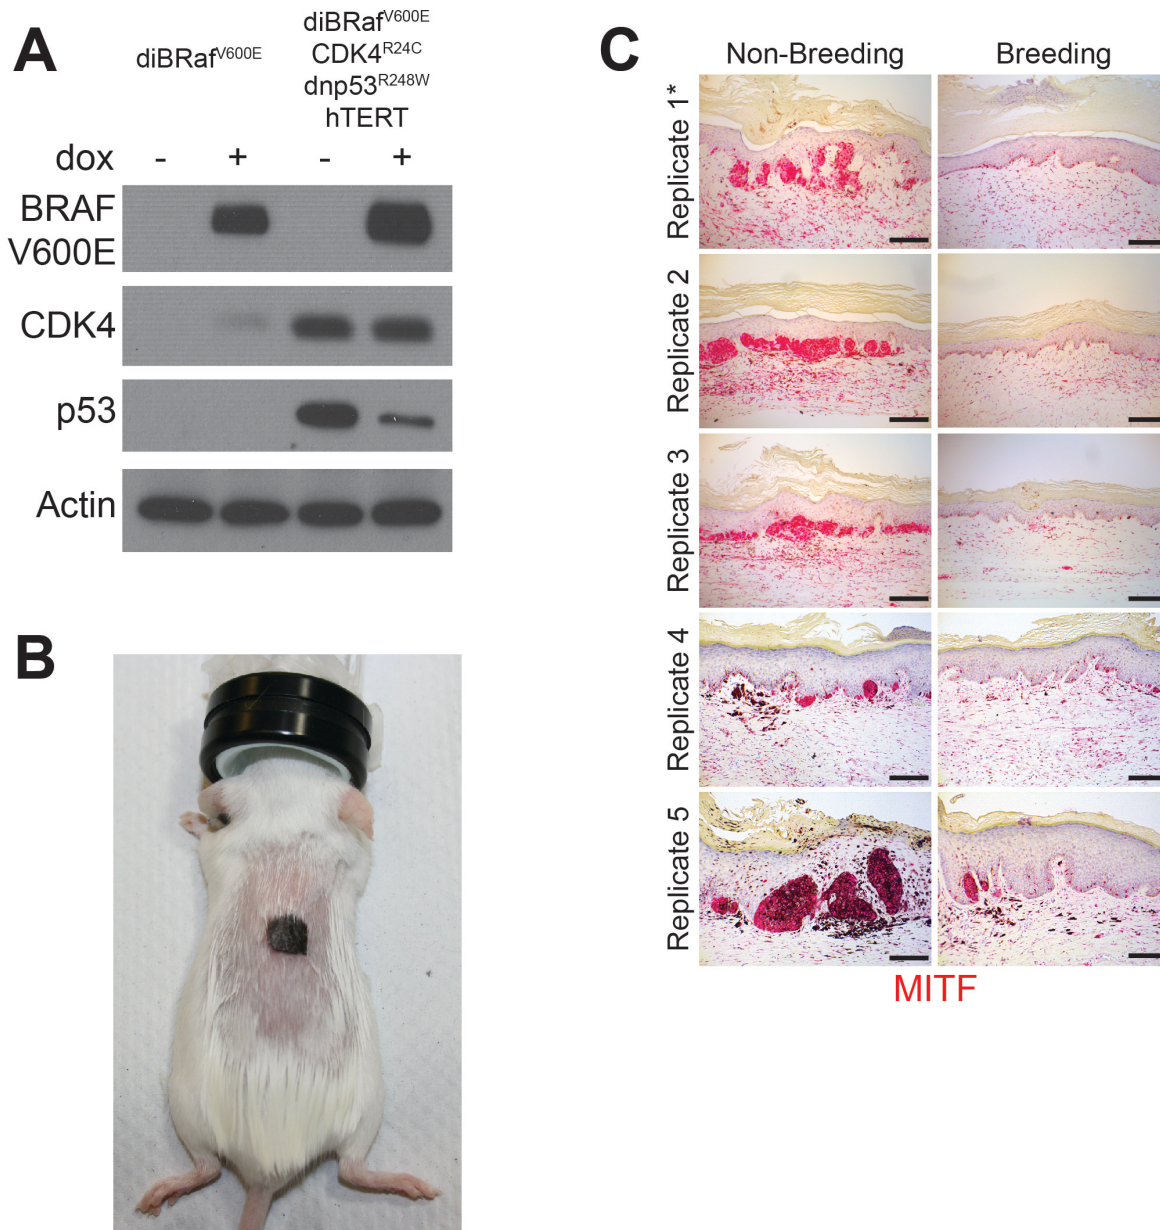 A
diBRafV600E
diBRafV600E
CDK4R24C
dnp53R248W
hTERT
dox - + - +
BRAF
V600E
CDK4
p53
Actin
B
C
Non-Breeding Breeding
Replicate 1*
Replicate 2
Replicate 3
Replicate 4
Replicate 5
MITF